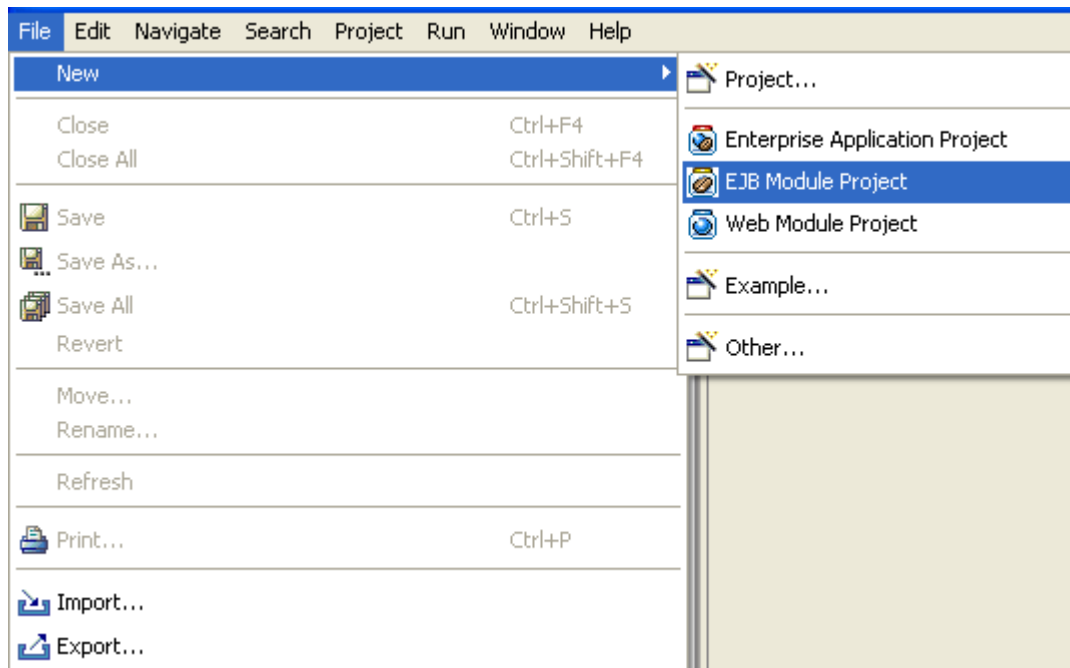 File Edit Navigate Search Project Run Window Help
New
Close Ctrl+F4
Close All Ctrl+Shift+F4
Save Ctrl+S
Save As...
Save All Ctrl+Shift+S
Revert
Move...
Rename...
Refresh
Print... Ctrl+P
Import...
Export...
Project...
Enterprise Application Project
EJB Module Project
Web Module Project
Example...
Other...